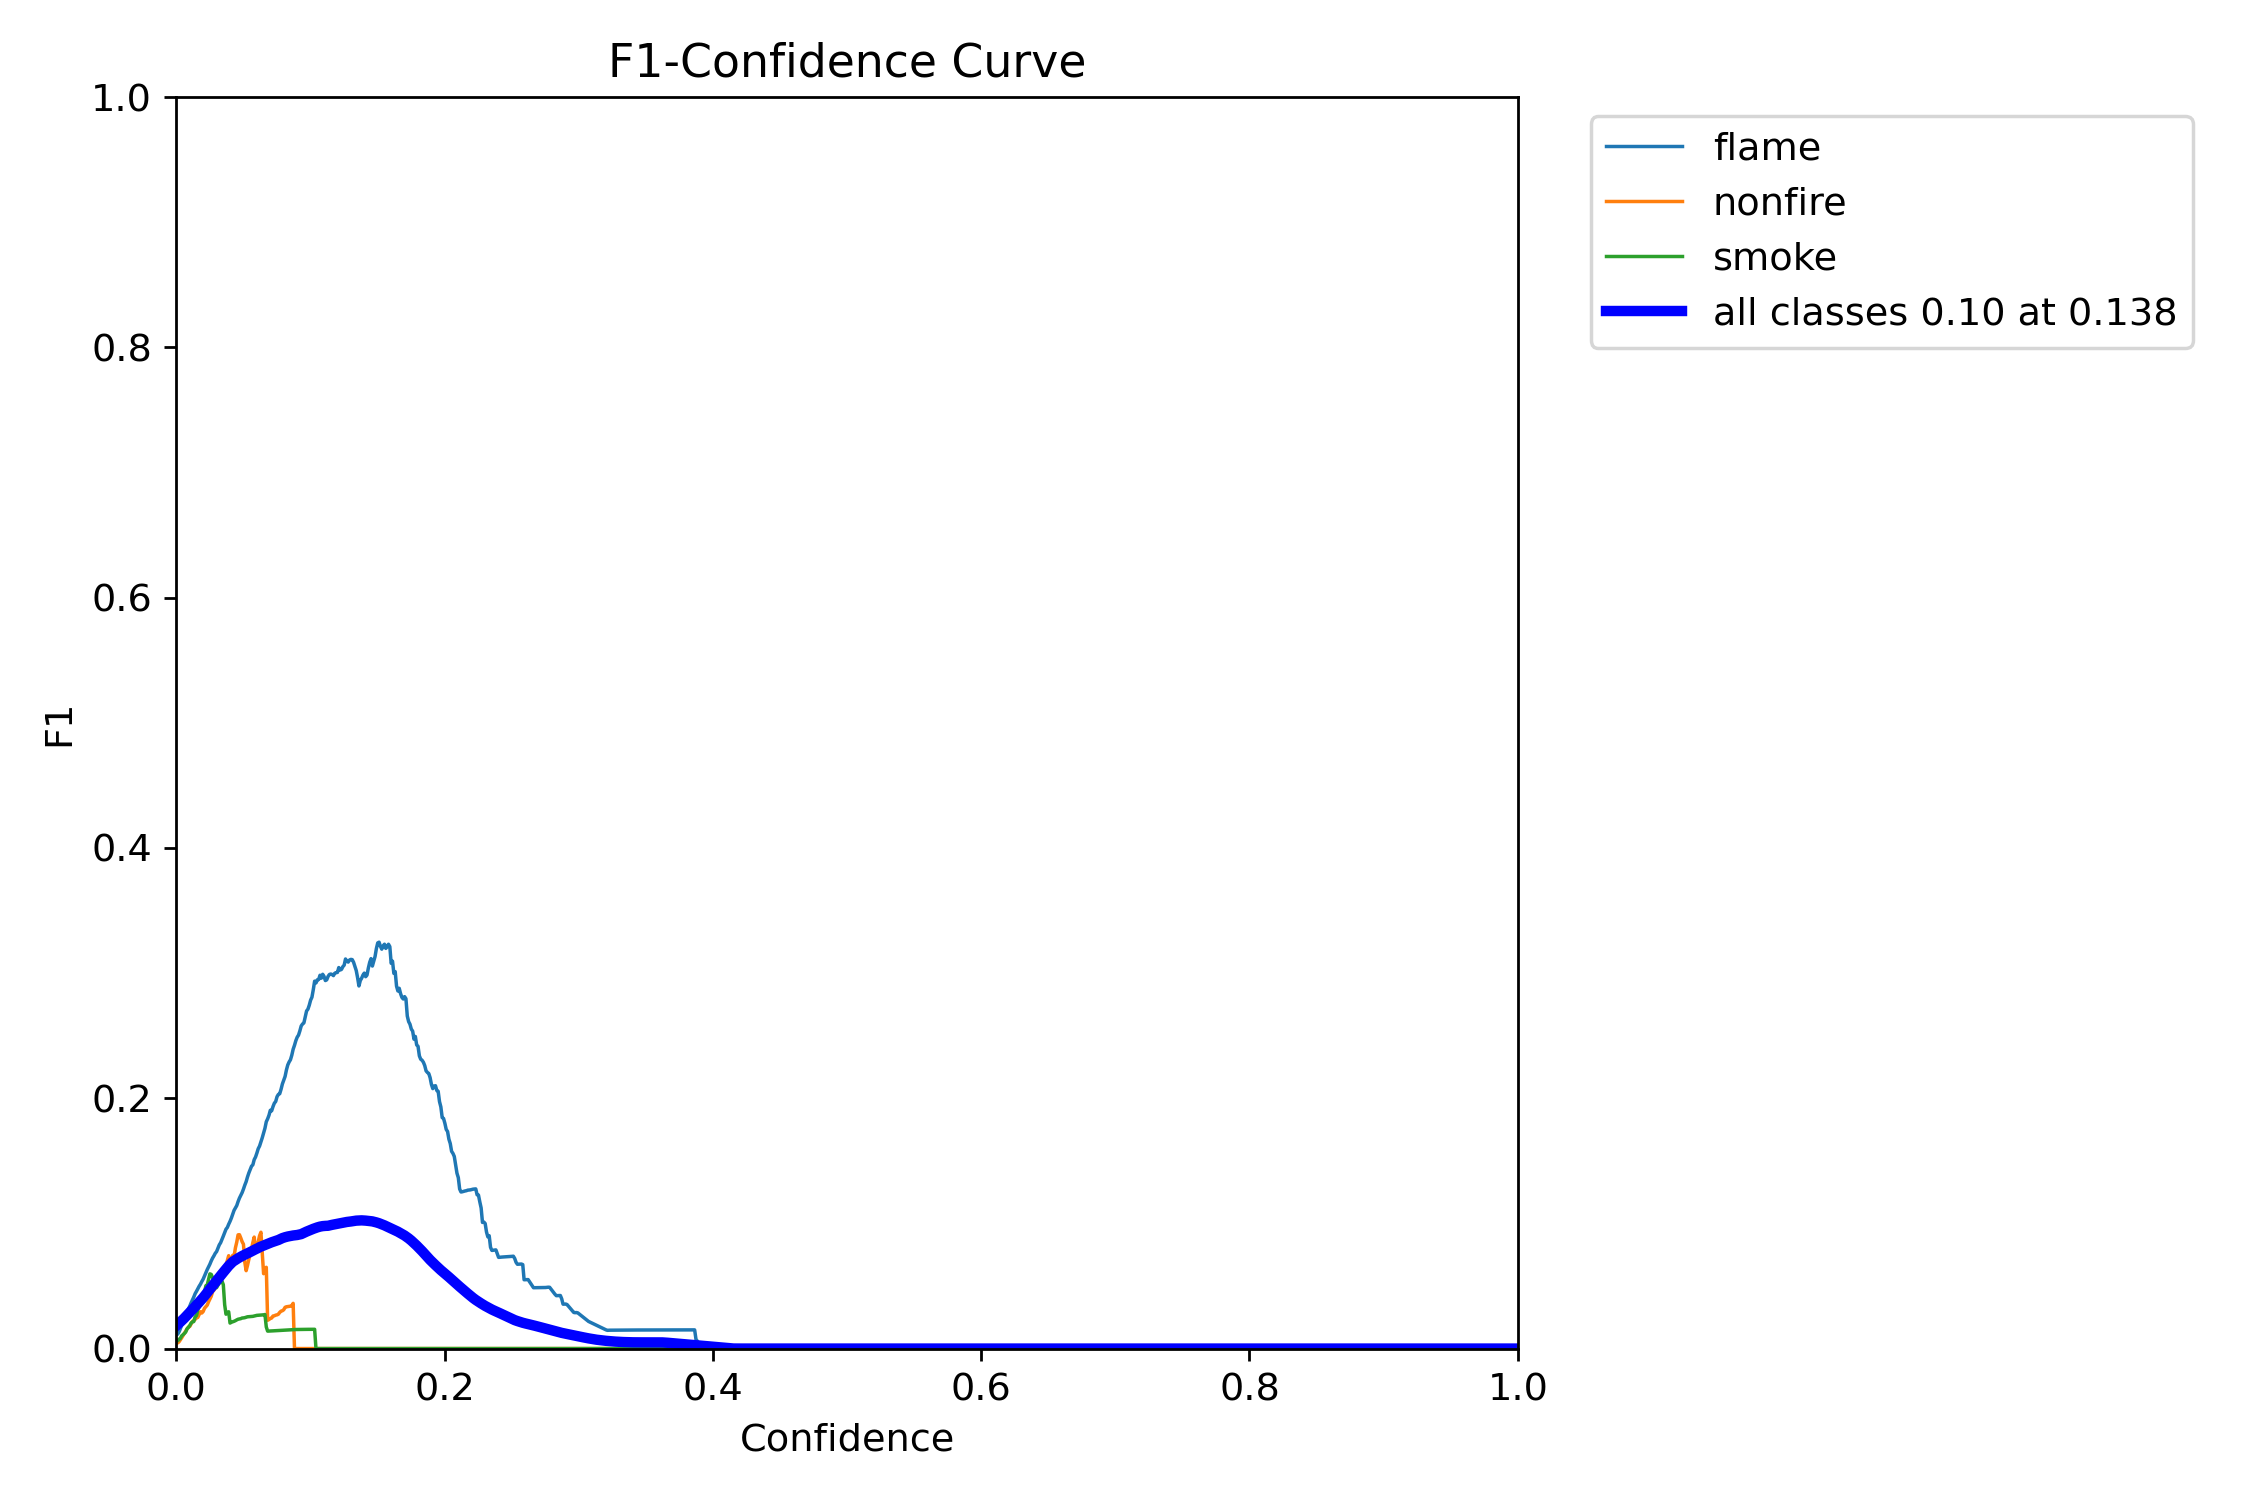 F1-Confidence Curve
1.0
0.8
0.6
0.4
0.2
0.0
F1
0.0 0.2 0.4 0.6 0.8 1.0
Confidence
flame
nonfire
smoke
all classes 0.10 at 0.138